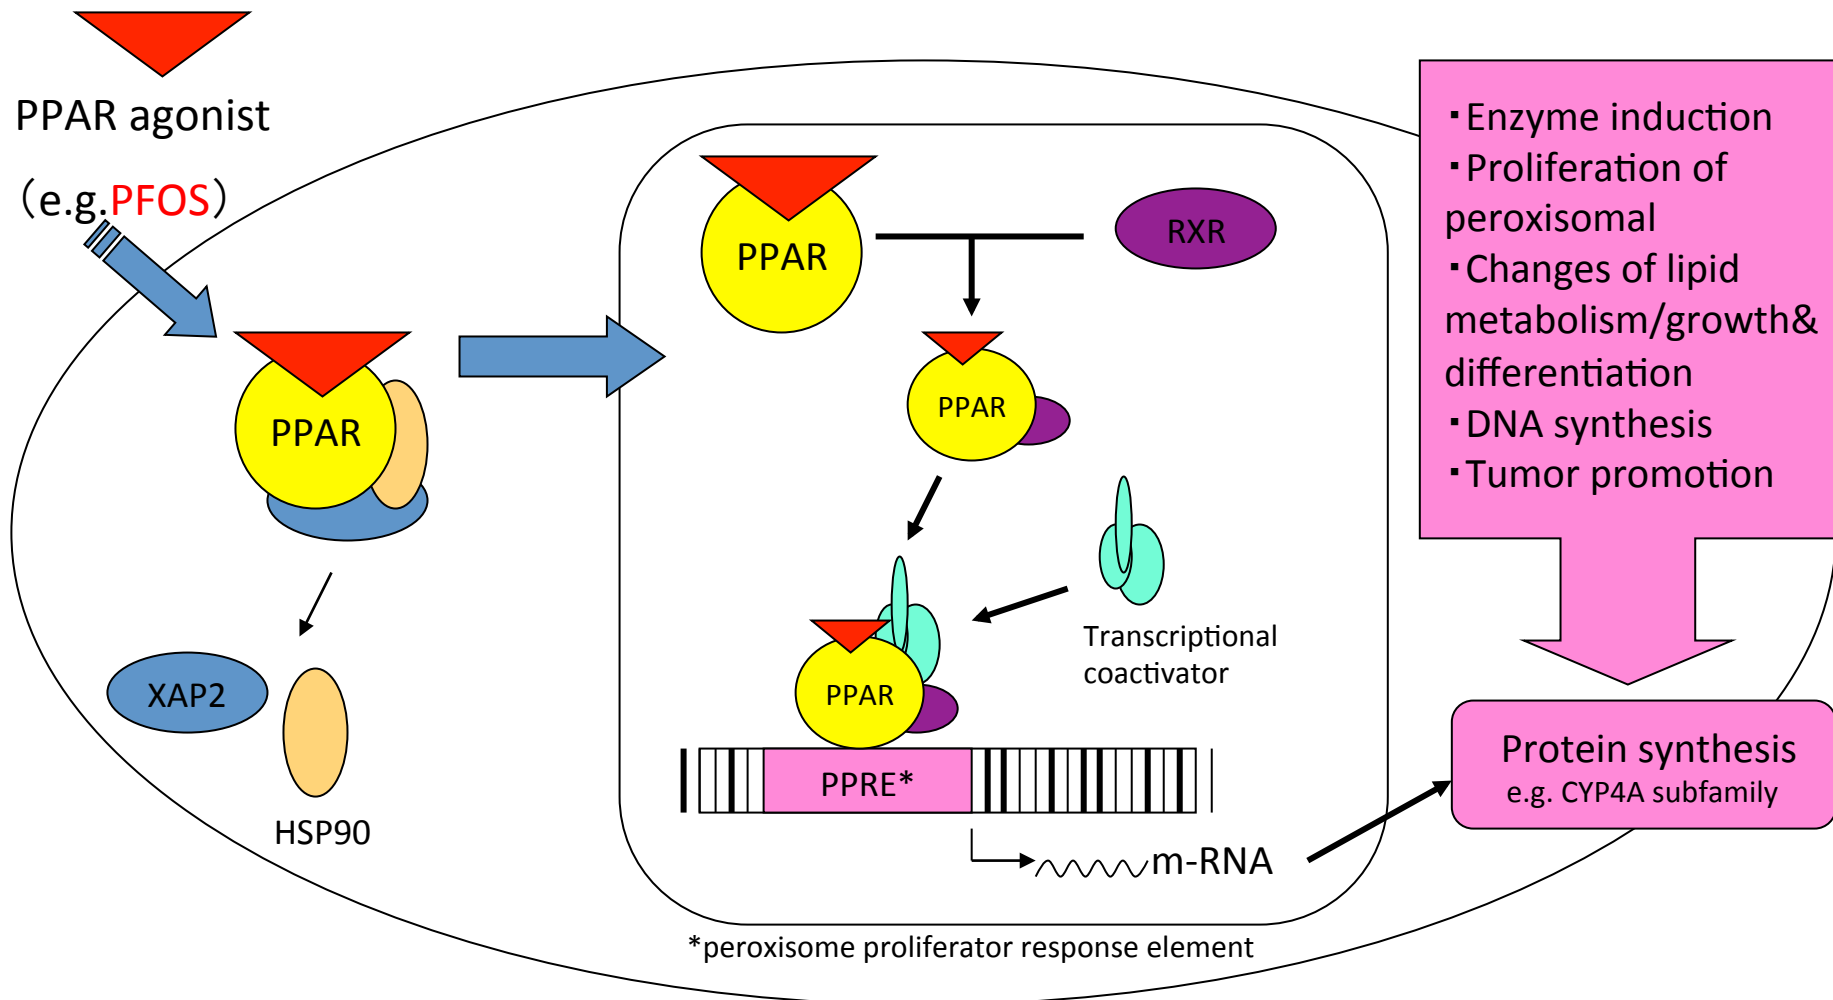 PPAR agonist
（e.g.PFOS）
PPAR
XAP2
HSP90
PPAR
RXR
PPAR
Transcriptional
coactivator
PPAR
PPRE*
m-RNA
*peroxisome proliferator response element
・Enzyme induction
・Proliferation of
peroxisomal
・Changes of lipid
metabolism/growth&
differentiation
・DNA synthesis
・Tumor promotion
Protein synthesis
e.g. CYP4A subfamily